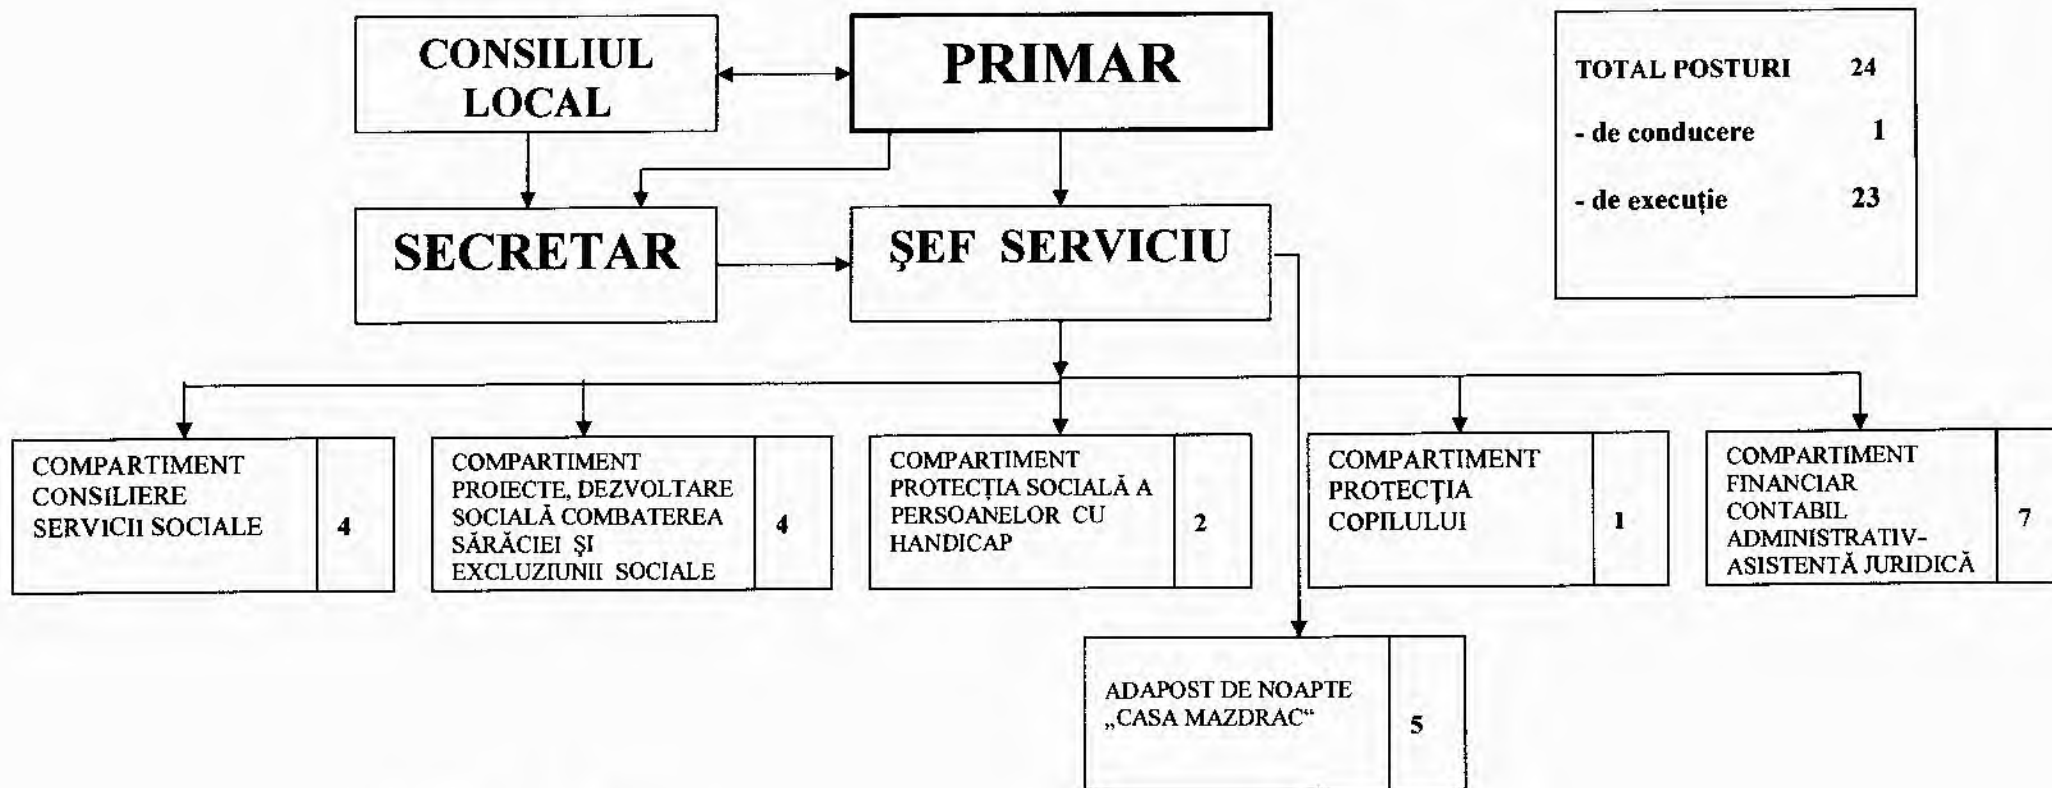 CONSILIUL
LOCAL
PRIMAR
TOTAL POSTURI 24
- de conducere 1
- de execuție 23
SECRETAR
ŞEF SERVICIU
COMPARTIMENT
CONSILIERE
SERVICII SOCIALE
4
COMPARTIMENT
PROIECTE, DEZVOLTARE
SOCIALĂ COMBATEREA
SĂRĂCIEI ŞI
EXCLUZIUNII SOCIALE
4
COMPARTIMENT
PROTECȚIA SOCIALĂ A
PERSOANELOR CU
HANDICAP
2
COMPARTIMENT
PROTECȚIA
COPILULUI
1
COMPARTIMENT
FINANCIAR
CONTABIL
ADMINISTRATIV-
ASISTENTĂ JURIDICĂ
7
ADAPOST DE NOAPTE
„CASA MAZDRAC“
5